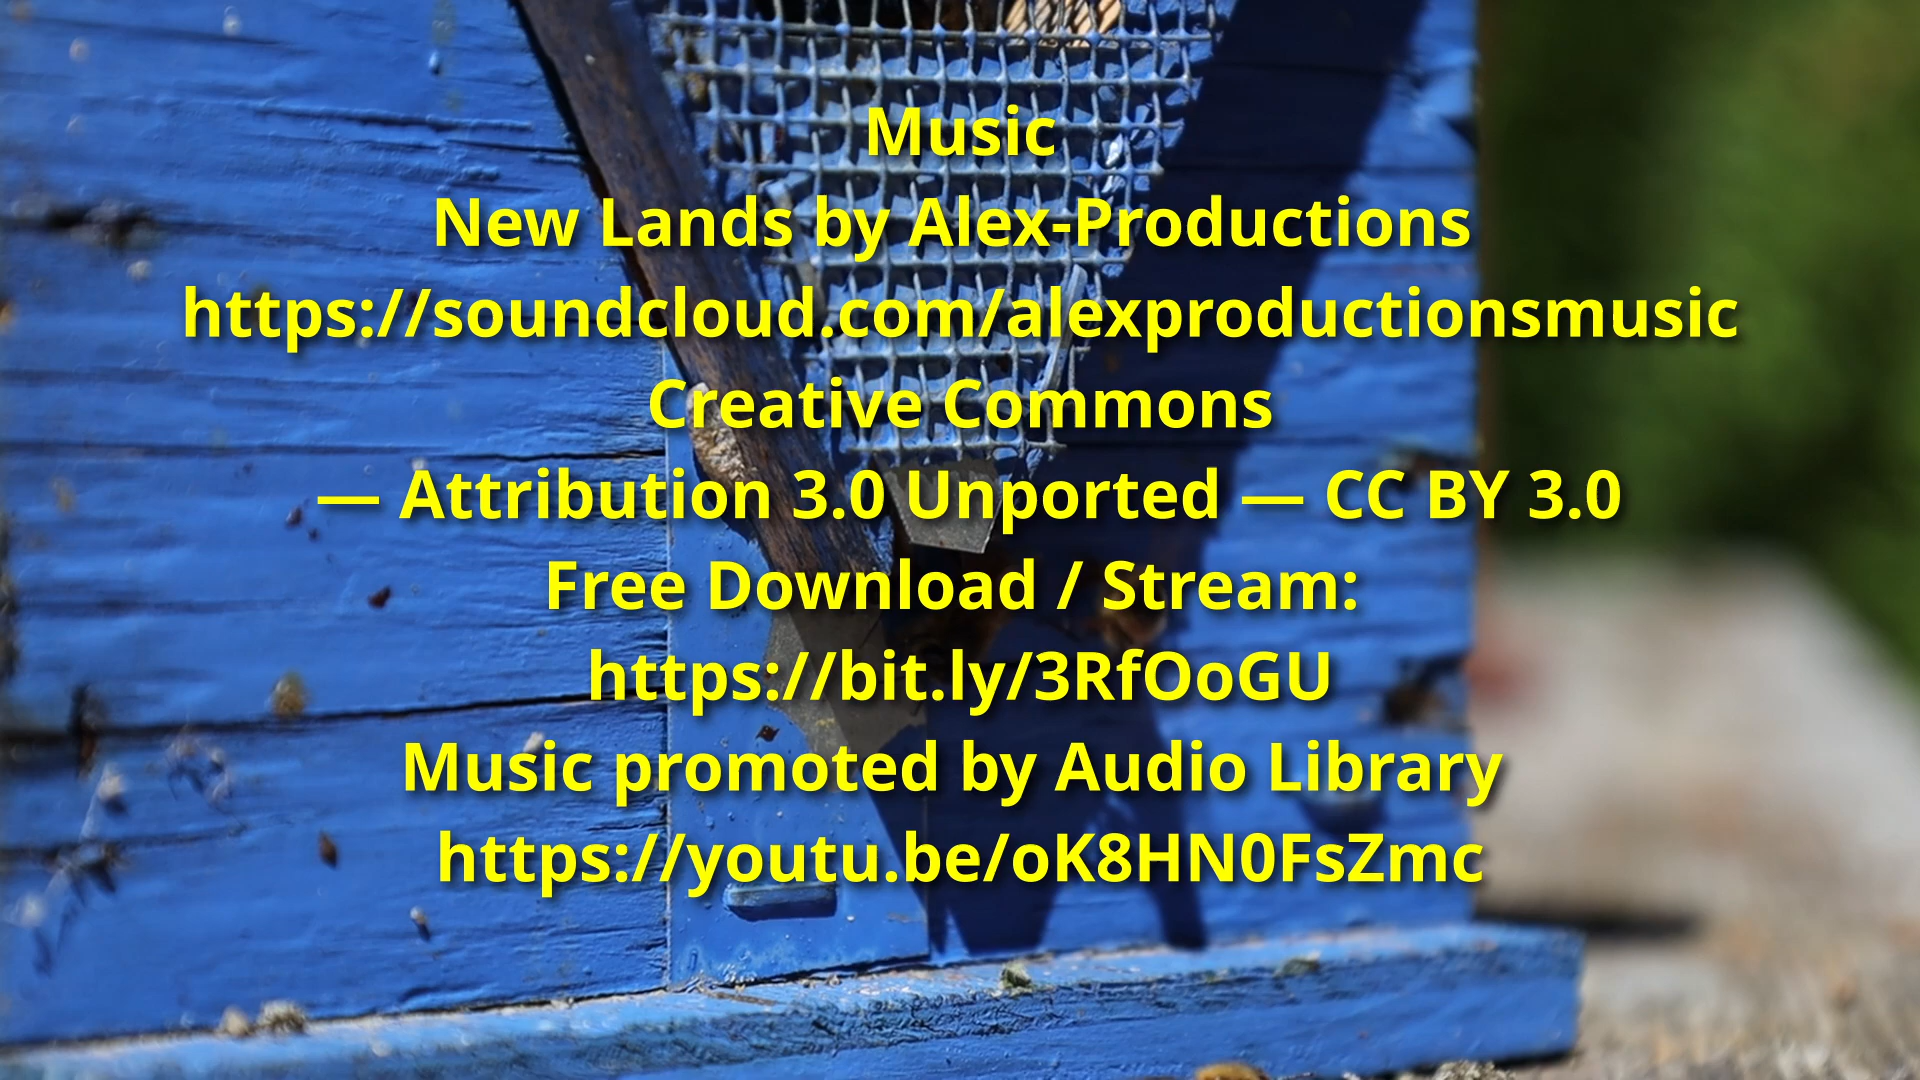 Music
New Lands by Alex-Productions
https://soundcloud.com/alexproductionsmusic
Creative Commons
— Attribution 3.0 Unported — CC BY 3.0
Free Download / Stream:
https://bit.ly/3RfOoGU
Music promoted by Audio Library
https://youtu.be/oK8HN0FsZmc